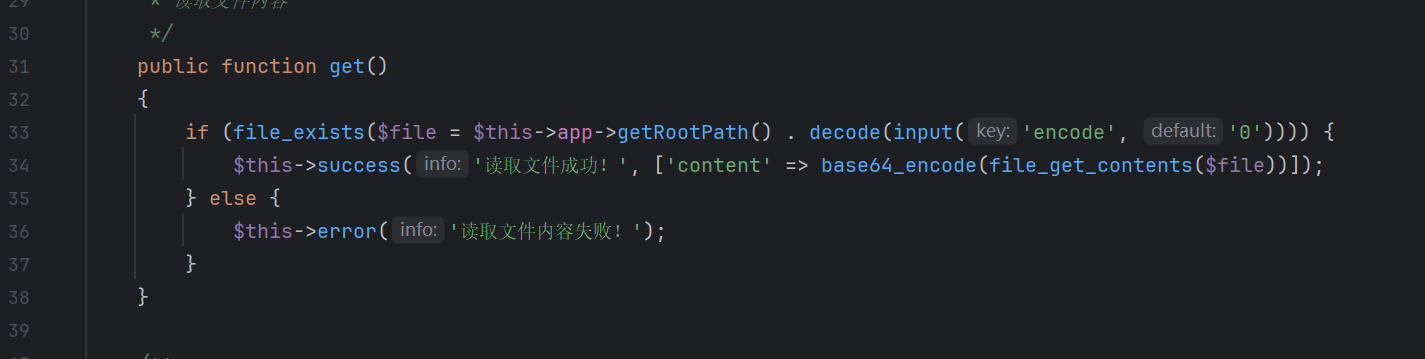 29 * 读取文件内容
30 */
31 public function get()
32 {
33 if (file_exists($file = $this->app->getRootPath() . decode(input( key: 'encode', default: '0')))) {
34 $this->success( info: '读取文件成功！', ['content' => base64_encode(file_get_contents($file))]);
35 } else {
36 $this->error( info: '读取文件内容失败！');
37 }
38 }
39